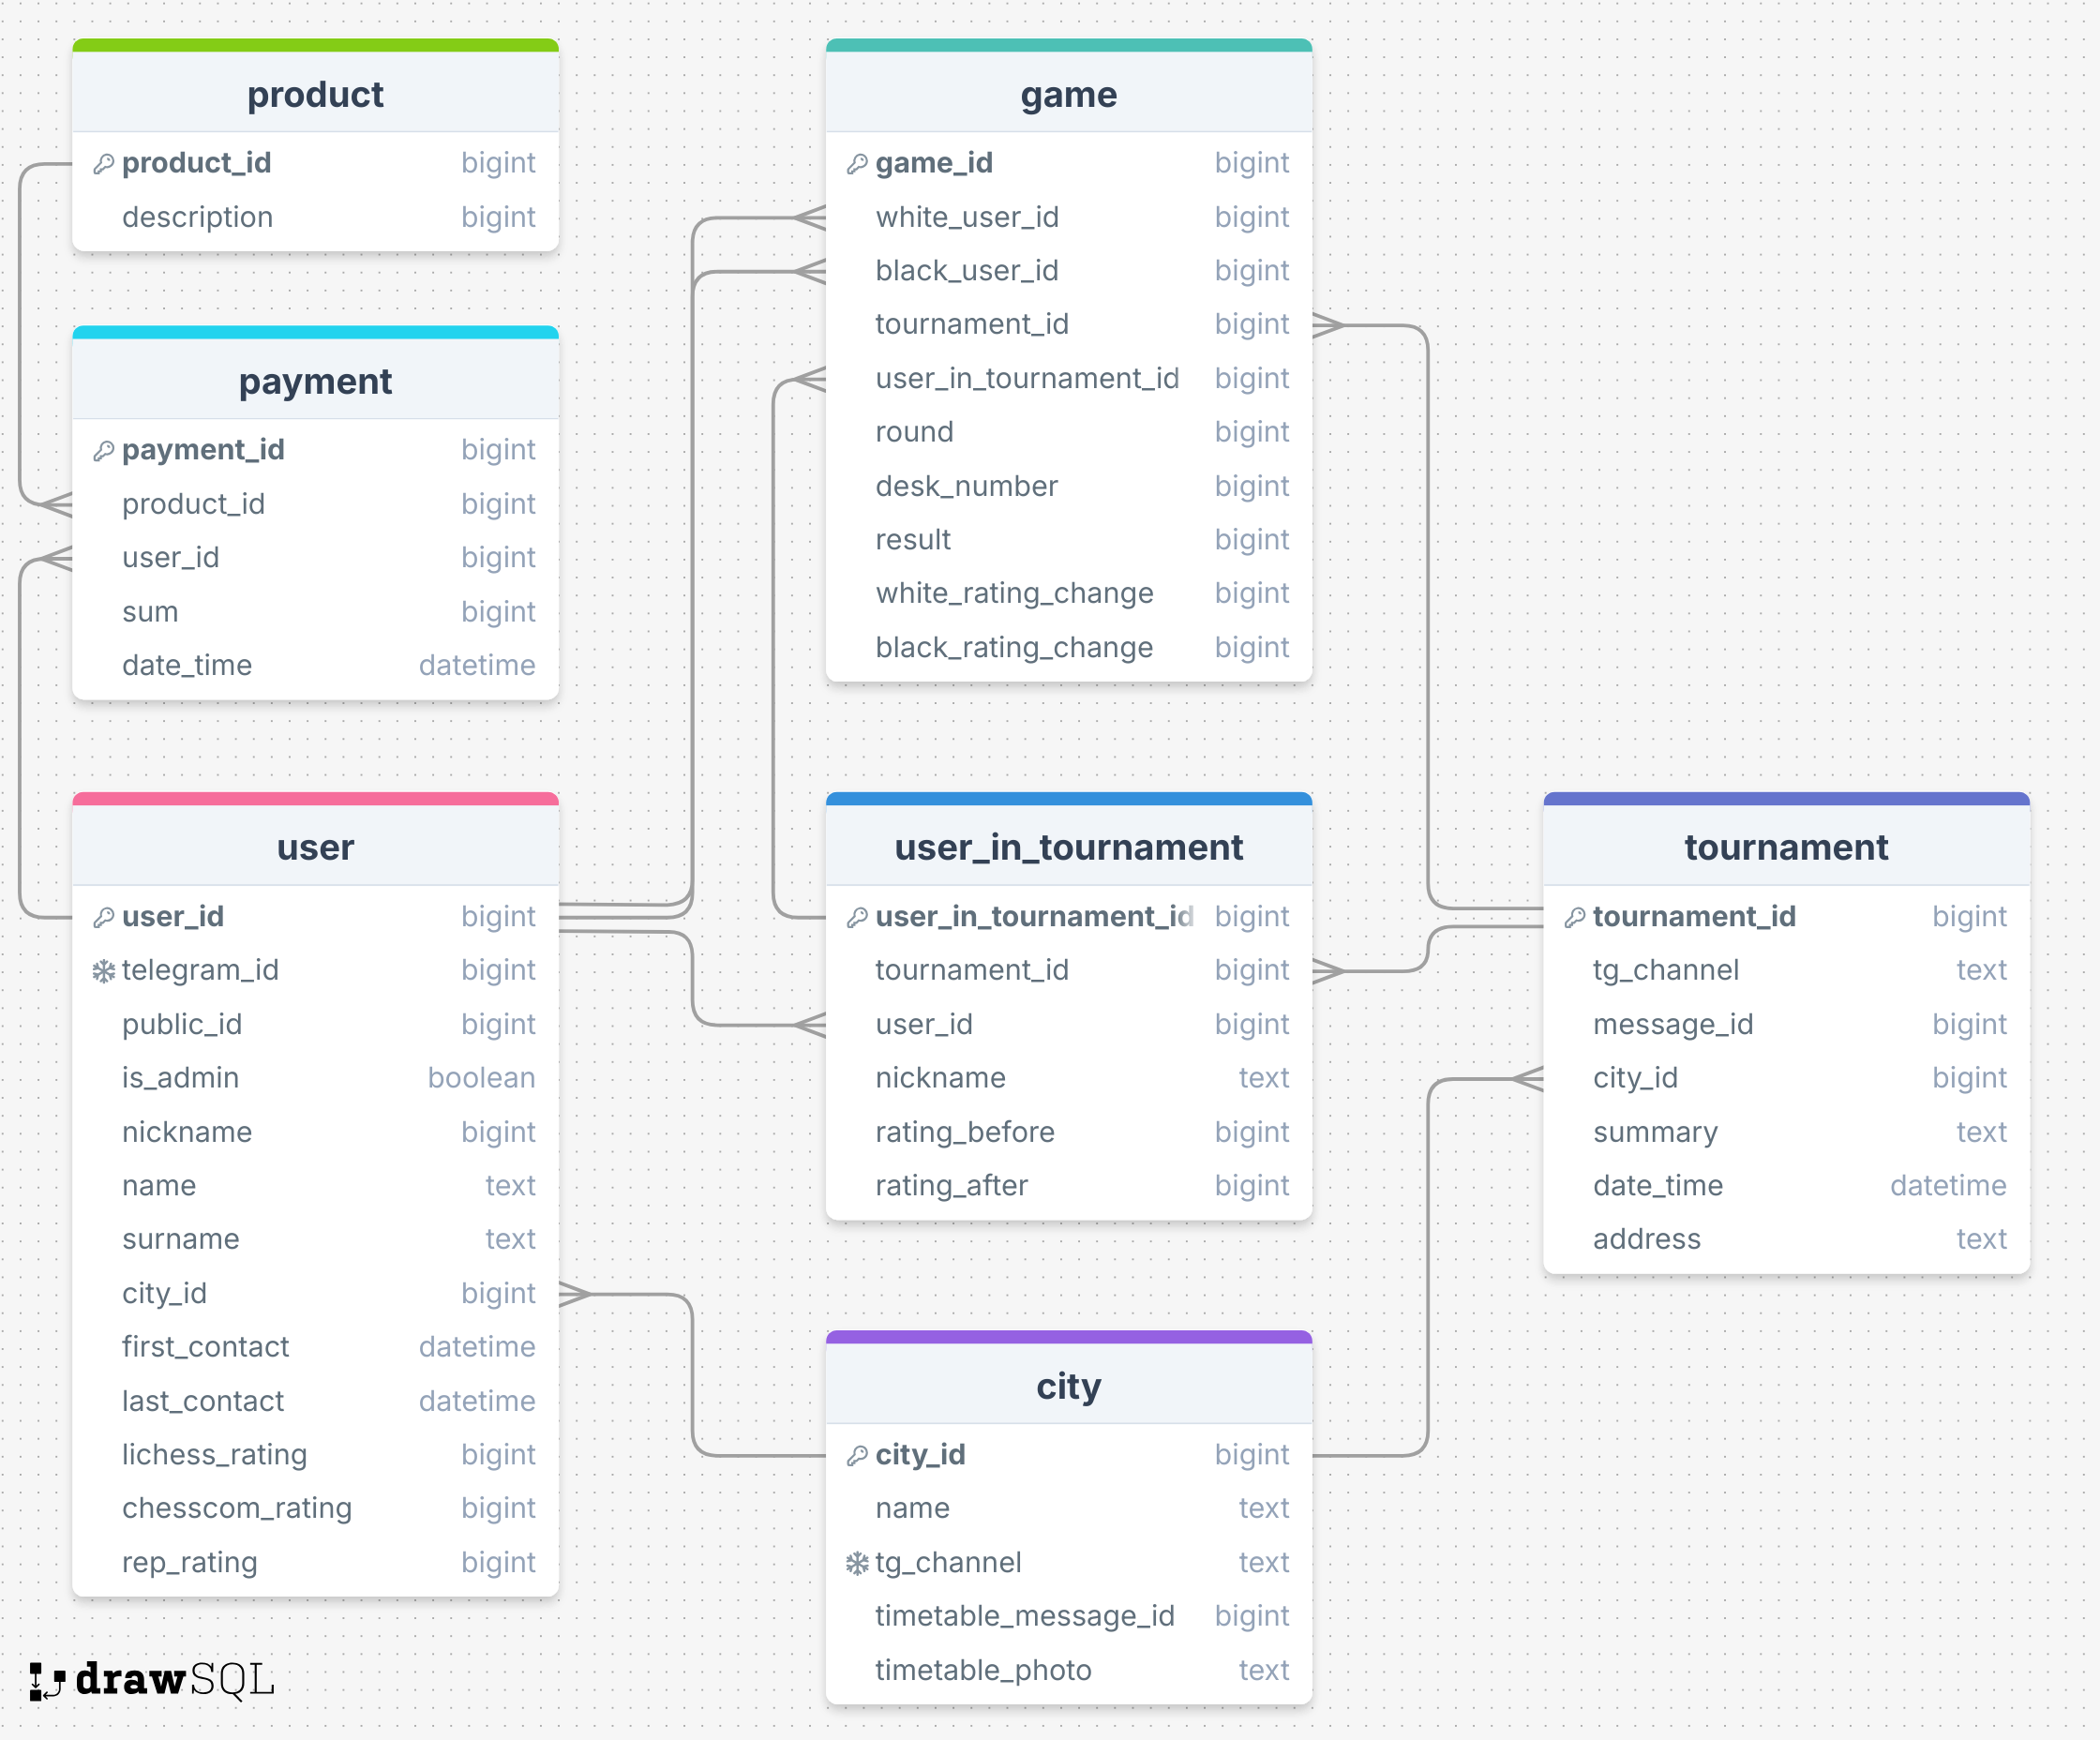 product
product_id bigint
description bigint
payment
payment_id bigint
product_id bigint
user_id bigint
sum bigint
date_time datetime
user
user_id bigint
telegram_id bigint
public_id bigint
is_admin boolean
nickname bigint
name text
surname text
city_id bigint
first_contact datetime
last_contact datetime
lichess_rating bigint
chesscom_rating bigint
rep_rating bigint
game
game_id bigint
white_user_id bigint
black_user_id bigint
tournament_id bigint
user_in_tournament_id bigint
round bigint
desk_number bigint
result bigint
white_rating_change bigint
black_rating_change bigint
user_in_tournament
user_in_tournament_id bigint
tournament_id bigint
user_id bigint
nickname text
rating_before bigint
rating_after bigint
city
city_id bigint
name text
tg_channel text
timetable_message_id bigint
timetable_photo text
tournament
tournament_id bigint
tg_channel text
message_id bigint
city_id bigint
summary text
date_time datetime
address text
drawSQL